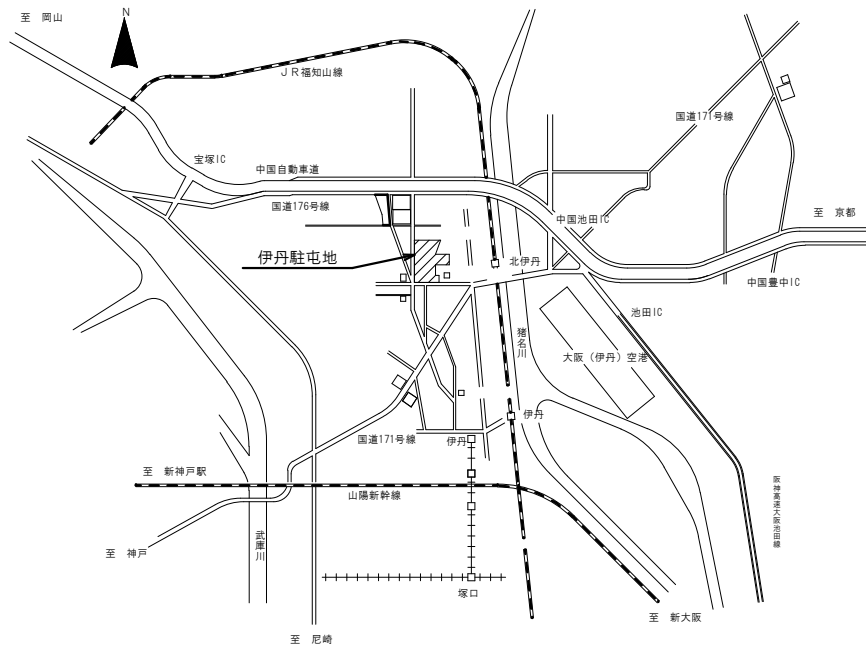 至 岡山
N
JR福知山線
国道171号線
宝塚IC
中国自動車道
国道176号線
中国池田IC
至 京都
伊丹駐屯地
北伊丹
中国豊中IC
池田IC
猪名川
大阪(伊丹)空港
伊丹
伊丹
国道171号線
至 新神戸駅
山陽新幹線
阪神高速大阪池田線
武庫川
至 神戸
塚口
至 新大阪
至 尼崎